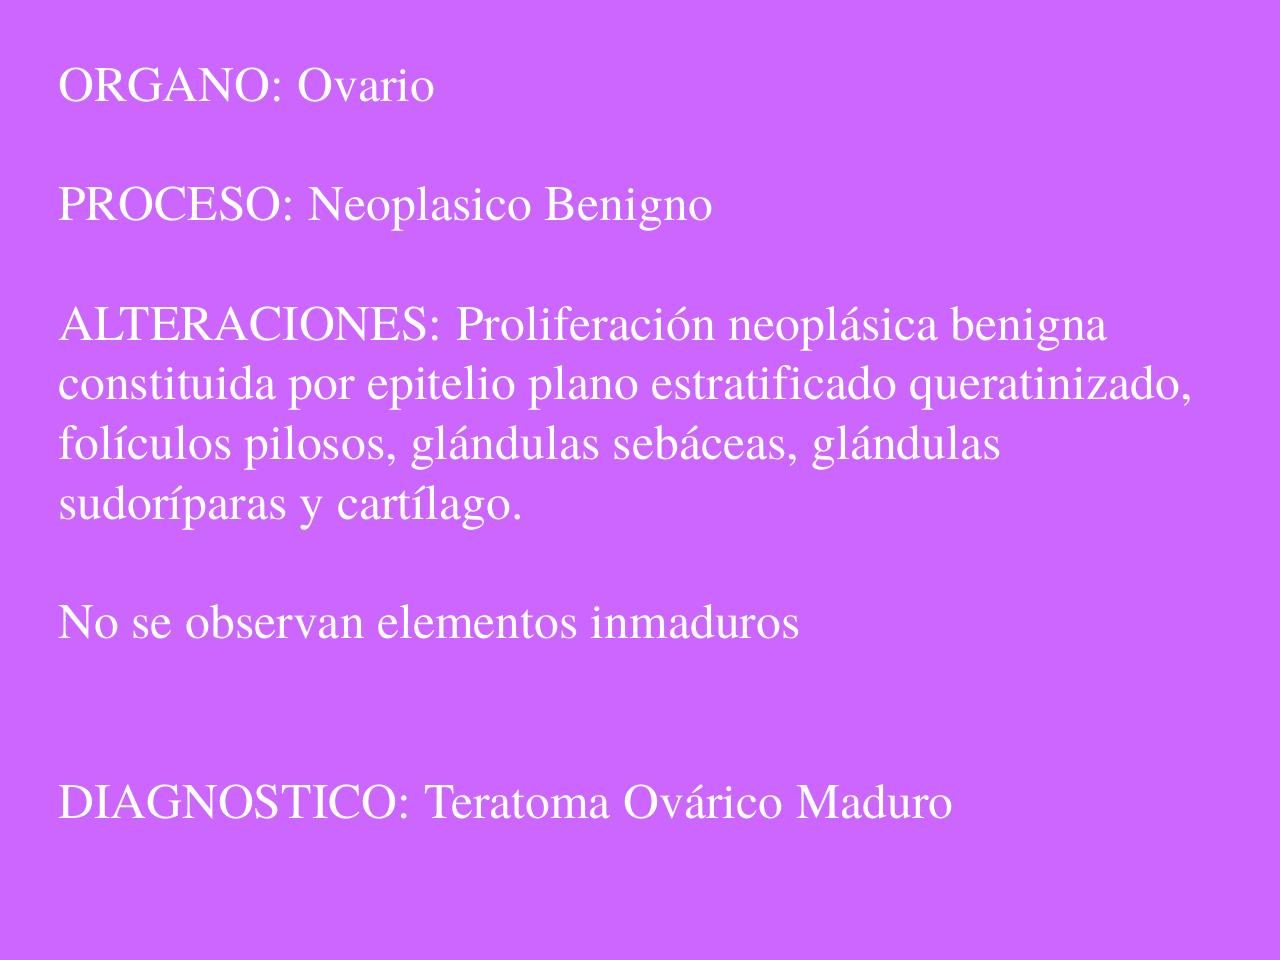 ORGANO: Ovario
PROCESO: Neoplasico Benigno
ALTERACIONES: Proliferación neoplásica benigna
constituida por epitelio plano estratificado queratinizado,
folículos pilosos, glándulas sebáceas, glándulas
sudoríparas y cartílago.
No se observan elementos inmaduros
DIAGNOSTICO: Teratoma Ovárico Maduro